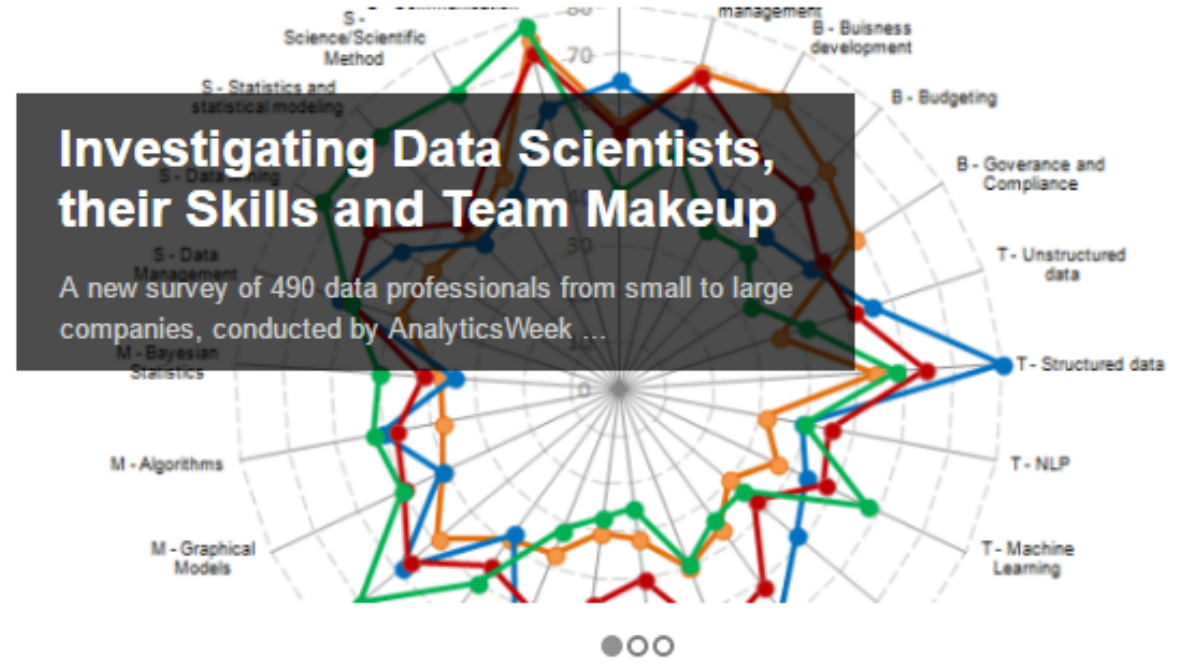 80
management
S -
Science/Scientific
Method
B - Buisness
development
70
S - Statistics and
statistical modeling
B - Budgeting
Investigating Data Scientists,
their Skills and Team Makeup
B - Goverance and
Compliance
40
30
S - Data
Management
T - Unstructured
data
A new survey of 490 data professionals from small to large
companies, conducted by AnalyticsWeek ...
M - Bayesian
Statistics
T - Structured data
0
M - Algorithms
T - NLP
M - Graphical
Models
T - Machine
Learning